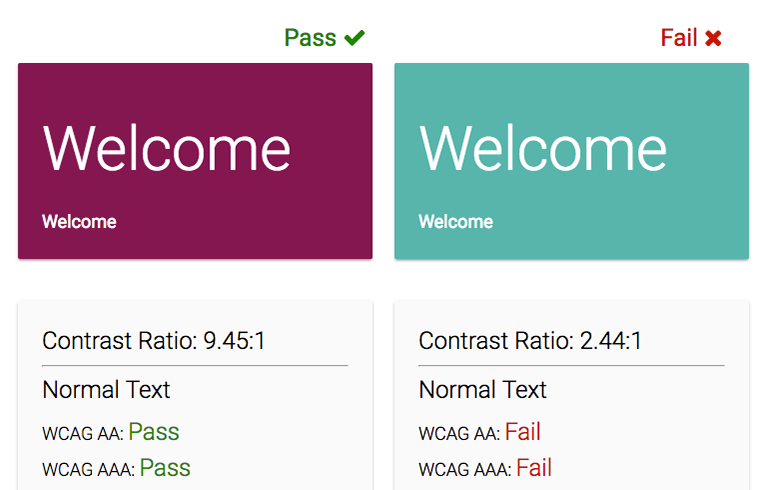 Pass
Welcome
Welcome
Contrast Ratio: 9.45:1
Normal Text
WCAG AA: Pass
WCAG AAA: Pass
Fail
Welcome
Welcome
Contrast Ratio: 2.44:1
Normal Text
WCAG AA: Fail
WCAG AAA: Fail